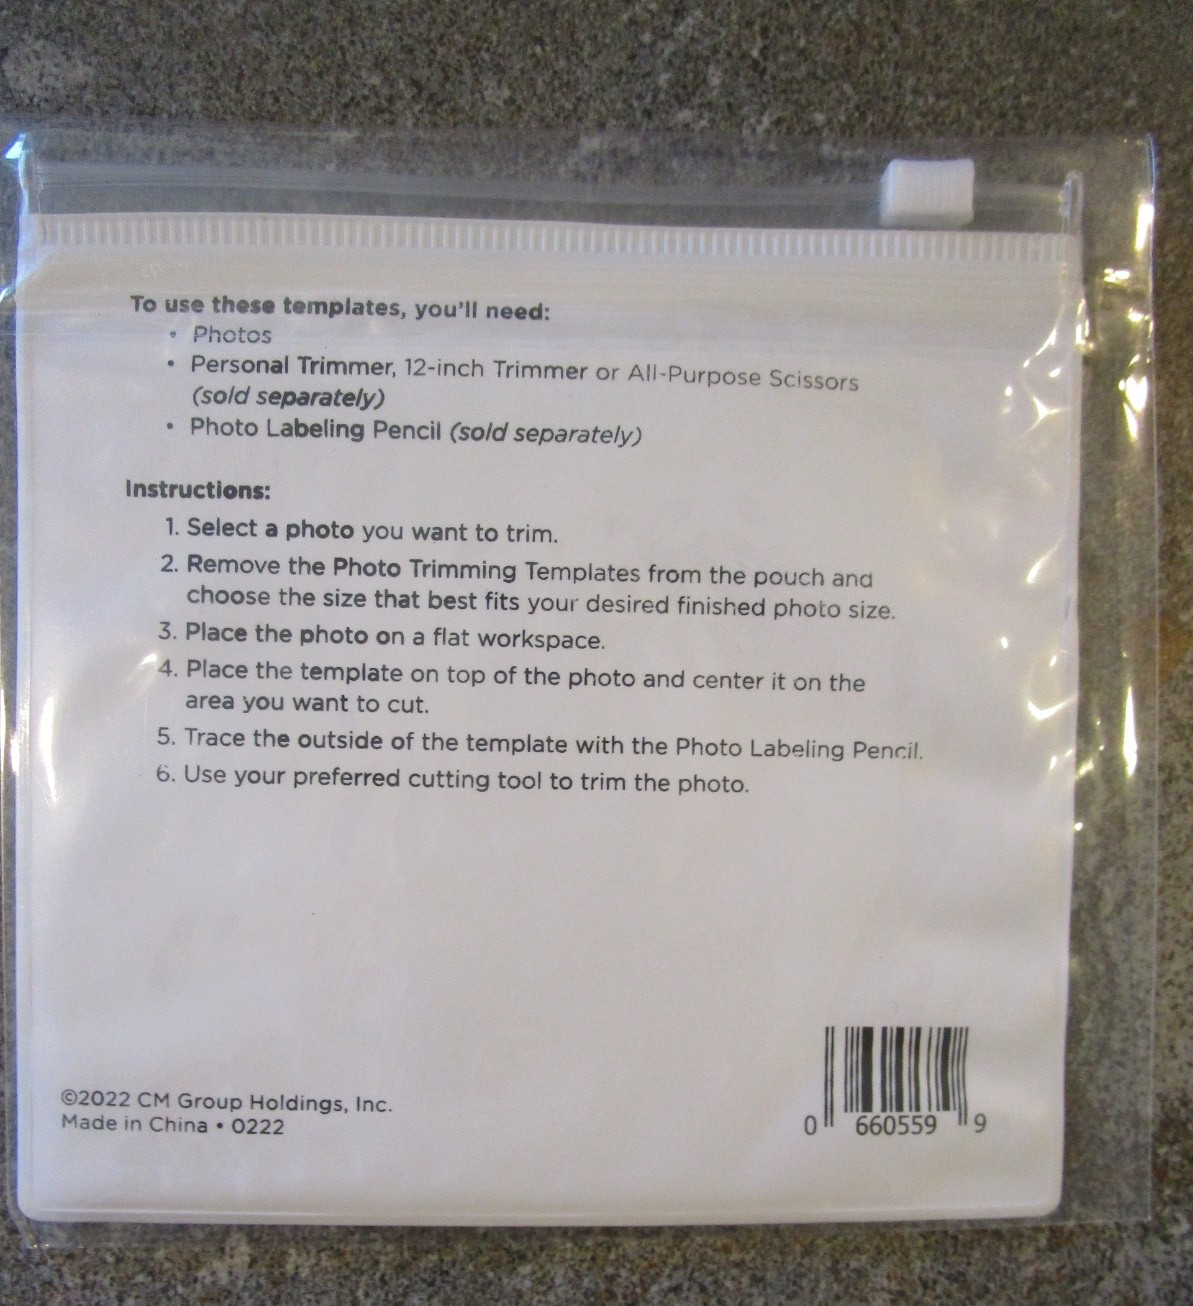 To use these templates, you'll need:
• Photos
• Personal Trimmer, 12-inch Trimmer or All-Purpose Scissors
(sold separately)
• Photo Labeling Pencil (sold separately)
Instructions:
1. Select a photo you want to trim.
2. Remove the Photo Trimming Templates from the pouch and
choose the size that best fits your desired finished photo size.
3. Place the photo on a flat workspace.
4. Place the template on top of the photo and center it on the
area you want to cut.
5. Trace the outside of the template with the Photo Labeling Pencil.
6. Use your preferred cutting tool to trim the photo.
©2022 CM Group Holdings, Inc.
Made in China • 0222
0 660559 9